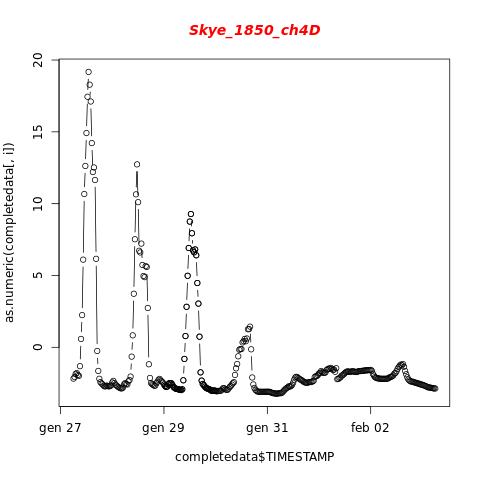 Skye_1850_ch4D
as.numeric(completedata[, i])
20
15
10
5
0
gen 27
gen 29
gen 31
feb 02
completedata$TIMESTAMP